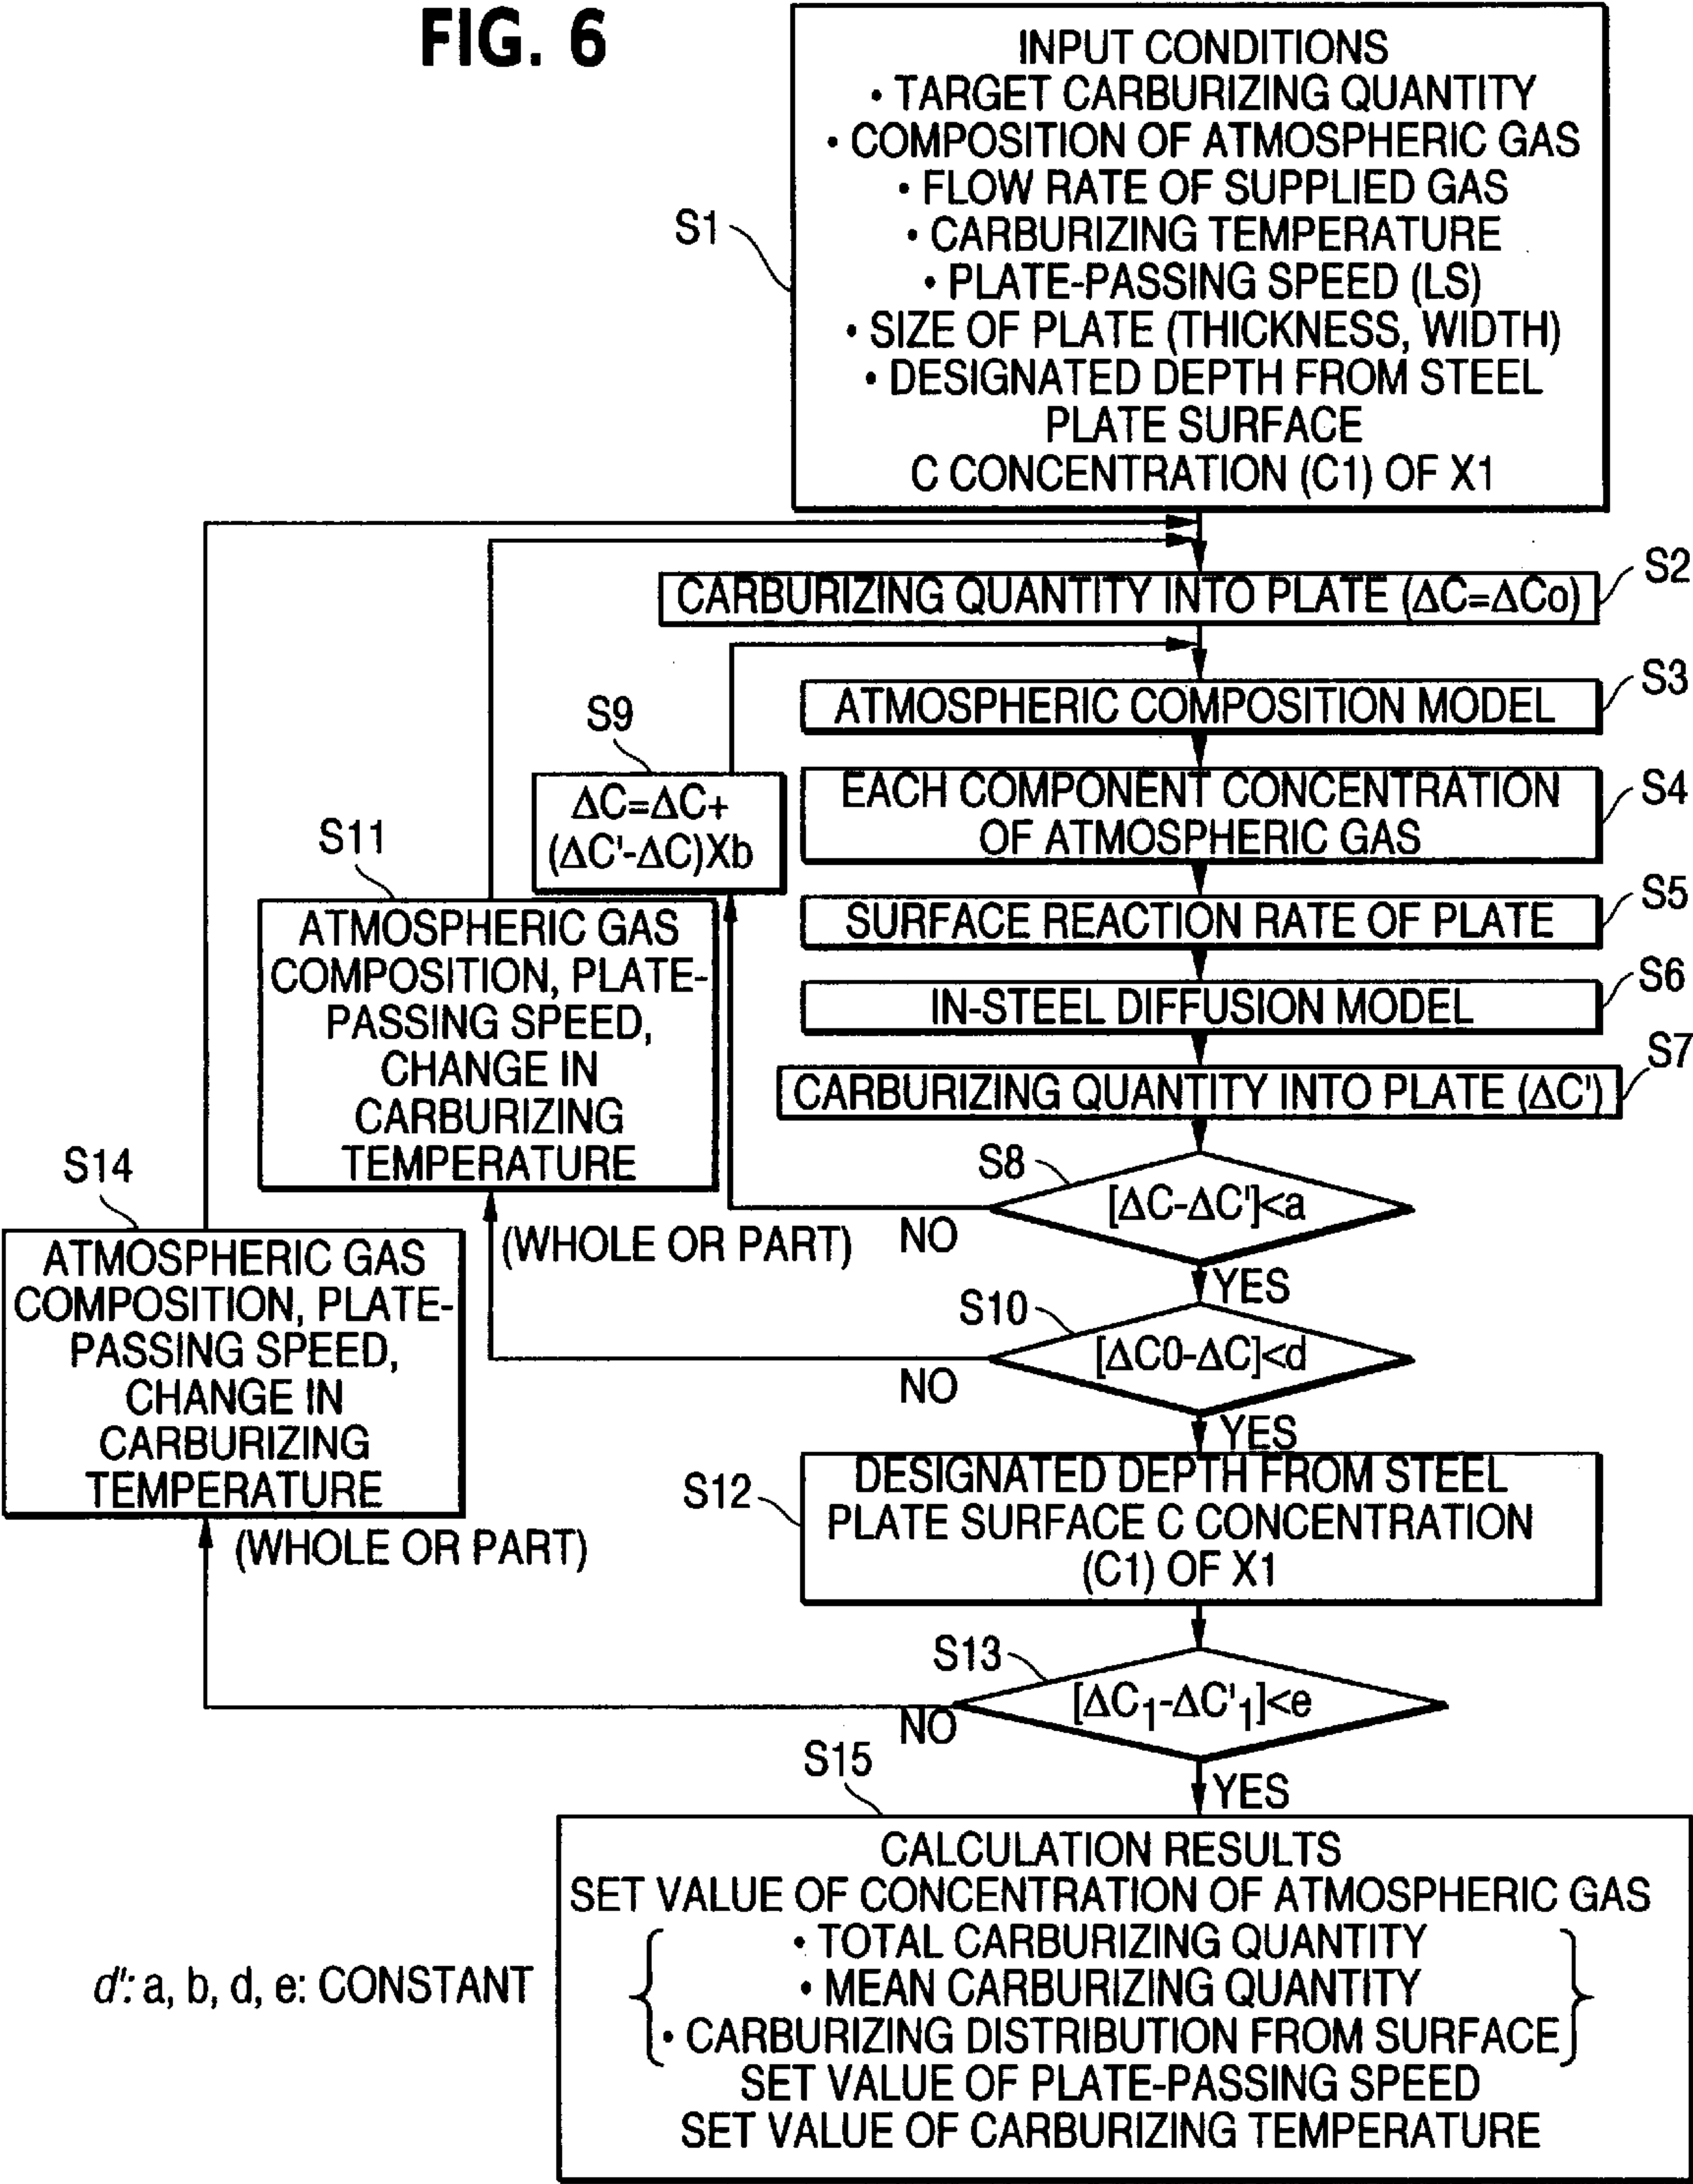 FIG. 6
INPUT CONDITIONS
• TARGET CARBURIZING QUANTITY
• COMPOSITION OF ATMOSPHERIC GAS
• FLOW RATE OF SUPPLIED GAS
• CARBURIZING TEMPERATURE
• PLATE-PASSING SPEED (LS)
• SIZE OF PLATE (THICKNESS, WIDTH)
• DESIGNATED DEPTH FROM STEEL
PLATE SURFACE
C CONCENTRATION (C1) OF X1
S1
CARBURIZING QUANTITY INTO PLATE (ΔC=ΔCo)
S2
ATMOSPHERIC COMPOSITION MODEL
S3
EACH COMPONENT CONCENTRATION
OF ATMOSPHERIC GAS
S4
SURFACE REACTION RATE OF PLATE
S5
IN-STEEL DIFFUSION MODEL
S6
CARBURIZING QUANTITY INTO PLATE (ΔC')
S7
S8
[ΔC-ΔC']<a
NO
YES
S9
ΔC=ΔC+
(ΔC'-ΔC)Xb
S10
[ΔC0-ΔC]<d
NO
YES
S11
ATMOSPHERIC GAS
COMPOSITION, PLATE-
PASSING SPEED,
CHANGE IN
CARBURIZING
TEMPERATURE
(WHOLE OR PART)
S12
DESIGNATED DEPTH FROM STEEL
PLATE SURFACE C CONCENTRATION
(C1) OF X1
S13
[ΔC1-ΔC'1]<e
NO
YES
S14
ATMOSPHERIC GAS
COMPOSITION, PLATE-
PASSING SPEED,
CHANGE IN
CARBURIZING
TEMPERATURE
(WHOLE OR PART)
S15
CALCULATION RESULTS
SET VALUE OF CONCENTRATION OF ATMOSPHERIC GAS
• TOTAL CARBURIZING QUANTITY
• MEAN CARBURIZING QUANTITY
• CARBURIZING DISTRIBUTION FROM SURFACE
SET VALUE OF PLATE-PASSING SPEED
SET VALUE OF CARBURIZING TEMPERATURE
d': a, b, d, e: CONSTANT